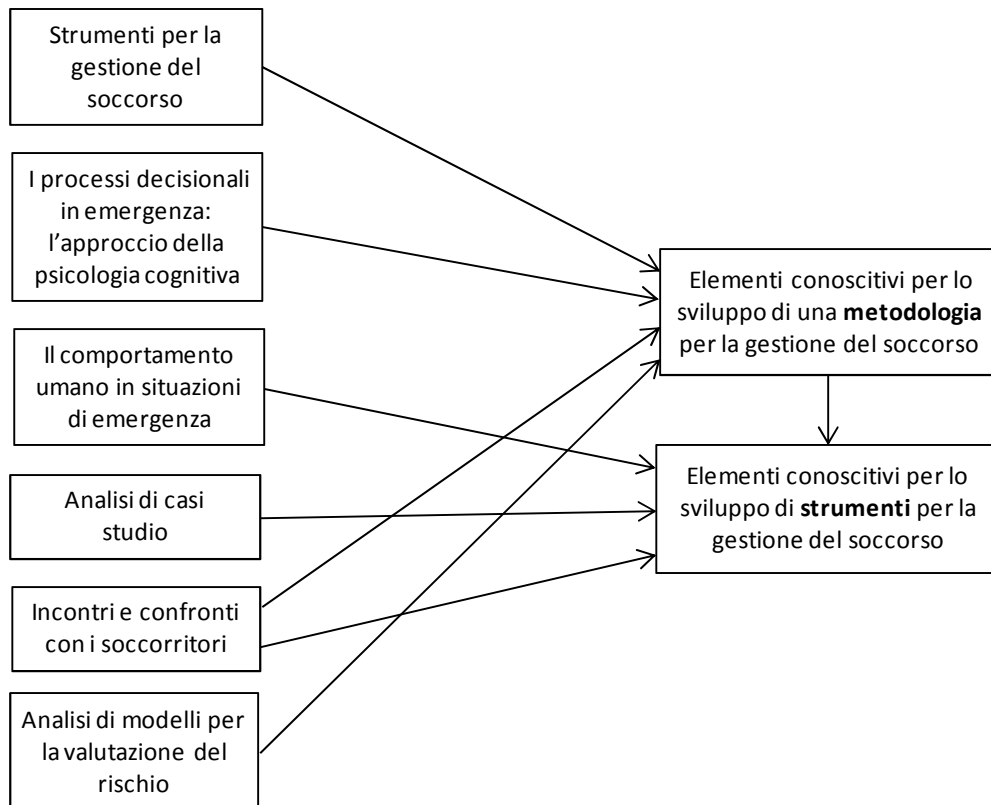 Strumenti per la
gestione del
soccorso
I processi decisionali
in emergenza:
l’approccio della
psicologia cognitiva
Il comportamento
umano in situazioni
di emergenza
Analisi di casi
studio
Incontri e confronti
con i soccorritori
Analisi di modelli per
la valutazione del
rischio
Elementi conoscitivi per lo
sviluppo di una metodologia
per la gestione del soccorso
Elementi conoscitivi per lo
sviluppo di strumenti per la
gestione del soccorso